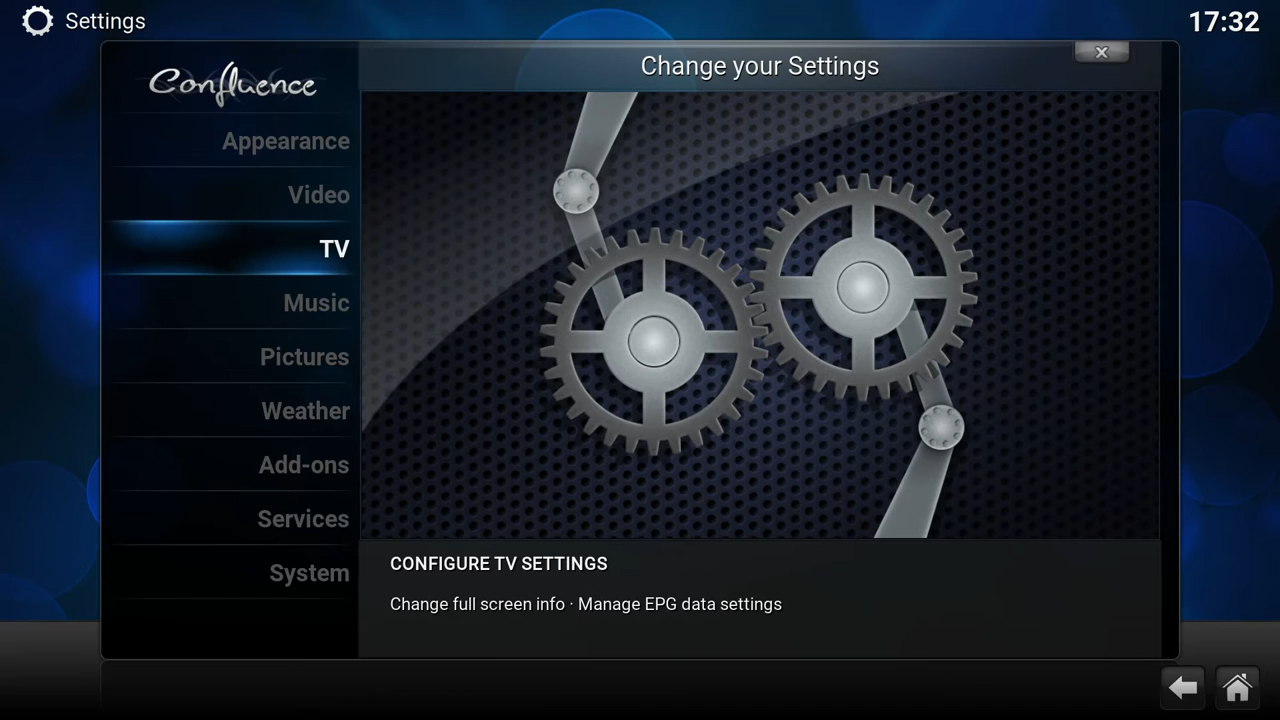 Settings
17:32
Confluence
Change your Settings
Appearance
Video
TV
Music
Pictures
Weather
Add-ons
Services
System
CONFIGURE TV SETTINGS
Change full screen info · Manage EPG data settings